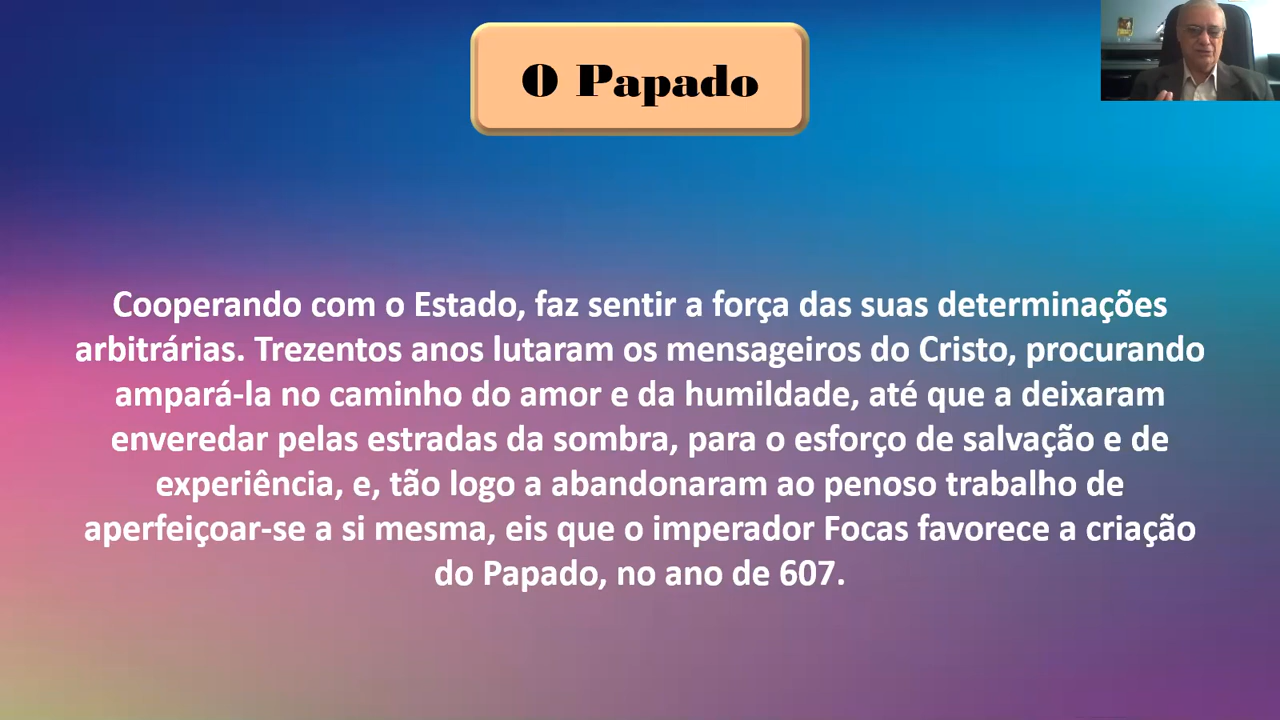 O Papado
Cooperando com o Estado, faz sentir a força das suas determinações
arbitrárias. Trezentos anos lutaram os mensageiros do Cristo, procurando
ampará-la no caminho do amor e da humildade, até que a deixaram
enveredar pelas estradas da sombra, para o esforço de salvação e de
experiência, e, tão logo a abandonaram ao penoso trabalho de
aperfeiçoar-se a si mesma, eis que o imperador Focas favorece a criação
do Papado, no ano de 607.